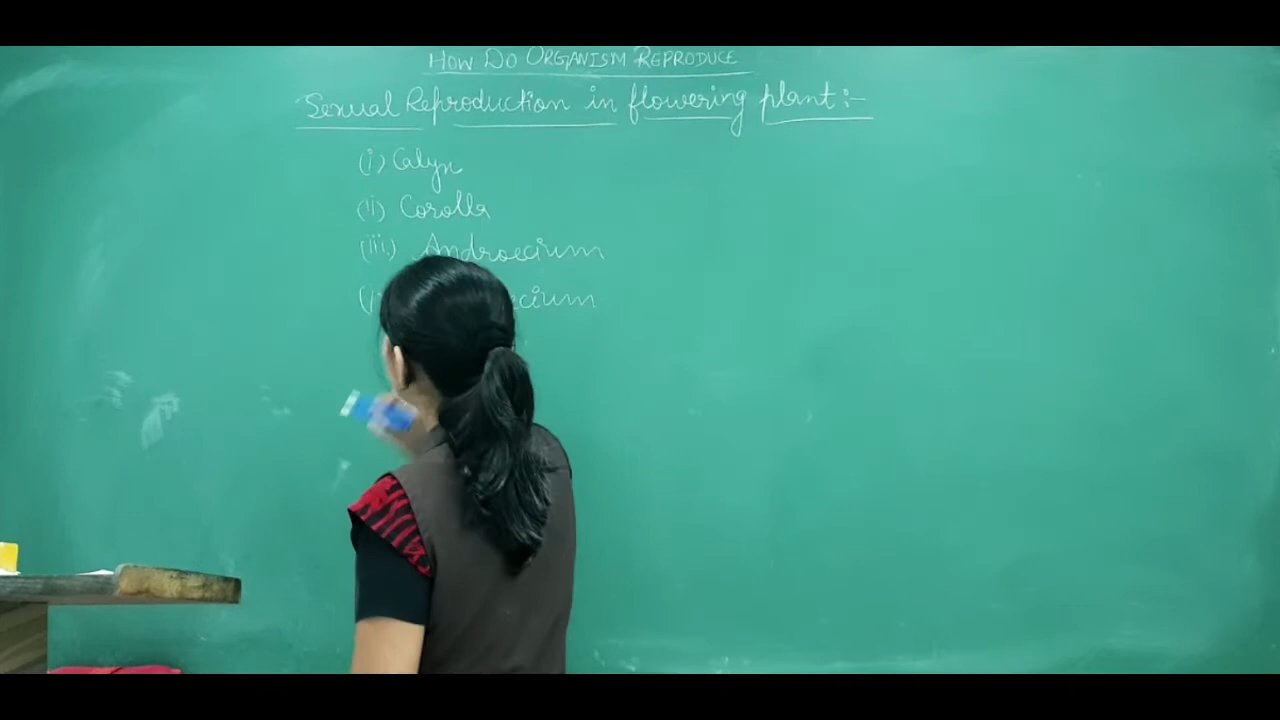 HOW DO ORGANISM REPRODUCE
Sexual Reproduction in flowering plant :-
(i) Calyx
(ii) Corolla
(iii) Androecium